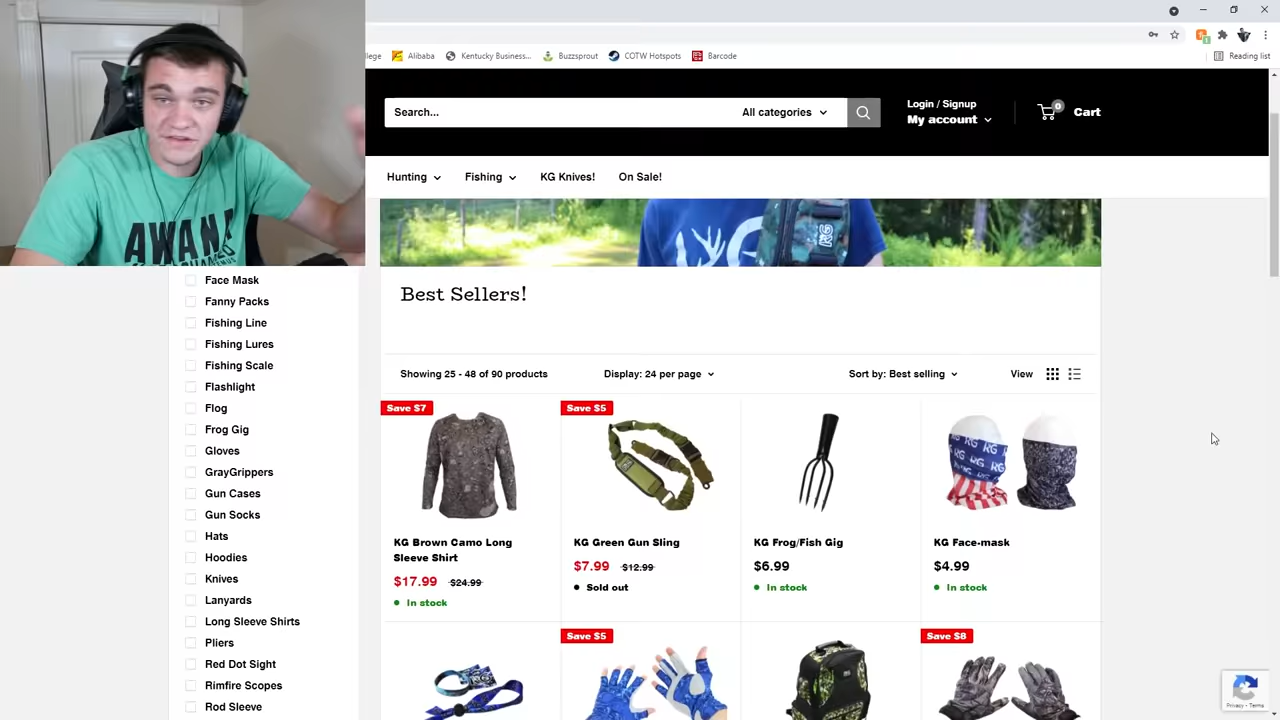 llege
Alibaba
Kentucky Business...
Buzzsprout
COTW Hotspots
Barcode
Reading list
Search...
All categories
Login / Signup
My account
0
Cart
Hunting
Fishing
KG Knives!
On Sale!
AWANA
KG
Best Sellers!
Showing 25 - 48 of 90 products
Display: 24 per page
Sort by: Best selling
View
Face Mask
Fanny Packs
Fishing Line
Fishing Lures
Fishing Scale
Flashlight
Flog
Frog Gig
Gloves
GrayGrippers
Gun Cases
Gun Socks
Hats
Hoodies
Knives
Lanyards
Long Sleeve Shirts
Pliers
Red Dot Sight
Rimfire Scopes
Rod Sleeve
Save $7
KG Brown Camo Long
Sleeve Shirt
$17.99 $24.99
In stock
Save $5
KG Green Gun Sling
$7.99 $12.99
Sold out
KG Frog/Fish Gig
$6.99
In stock
KG Face-mask
$4.99
In stock
Save $5
Save $8
Privacy - Terms